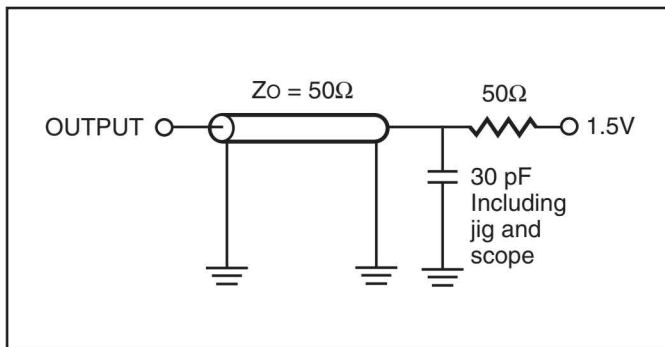 ZO = 50Ω
50Ω
OUTPUT
1.5V
30 pF
Including
jig and
scope